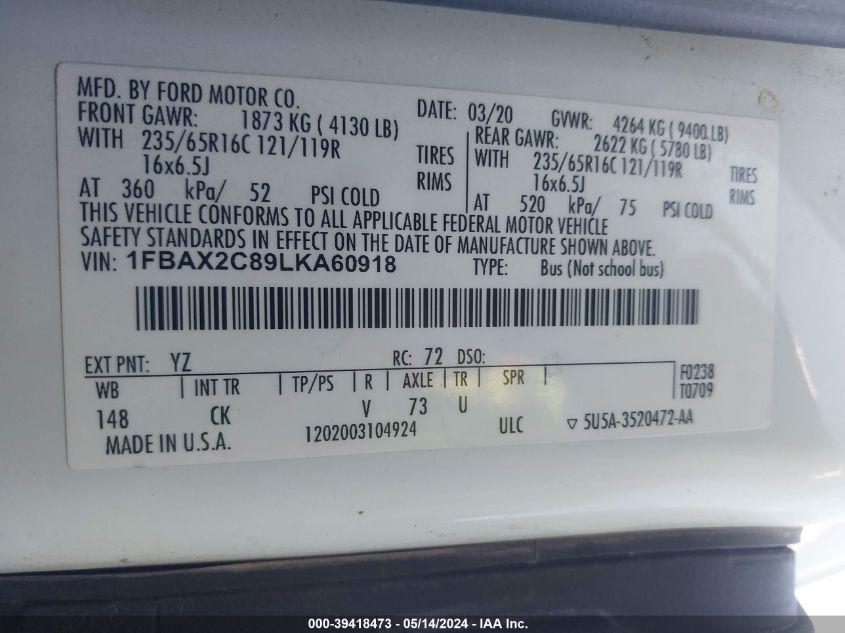 MFD. BY FORD MOTOR CO.
DATE: 03/20 GVWR: 4264 KG ( 9400.LB)
FRONT GAWR: 1873 KG ( 4130 LB)
REAR GAWR: 2622 KG ( 5780 LB)
WITH 235/65R16C 121/119R TIRES
WITH 235/65R16C 121/119R TIRES
16x6.5J RIMS
16x6.5J RIMS
AT 360 kPa/ 52 PSI COLD
AT 520 kPa/ 75 PSI COLD
THIS VEHICLE CONFORMS TO ALL APPLICABLE FEDERAL MOTOR VEHICLE
SAFETY STANDARDS IN EFFECT ON THE DATE OF MANUFACTURE SHOWN ABOVE.
VIN: 1FBAX2C89LKA60918 TYPE: Bus (Not school bus)
EXT PNT: YZ RC: 72 DSO:
WB INT TR TP/PS R AXLE TR SPR F0238
T0709
148 CK V 73 U
MADE IN U.S.A. 1202003104924 ULC ▽ 5U5A-3520472-AA
000-39418473 - 05/14/2024 - IAA Inc.